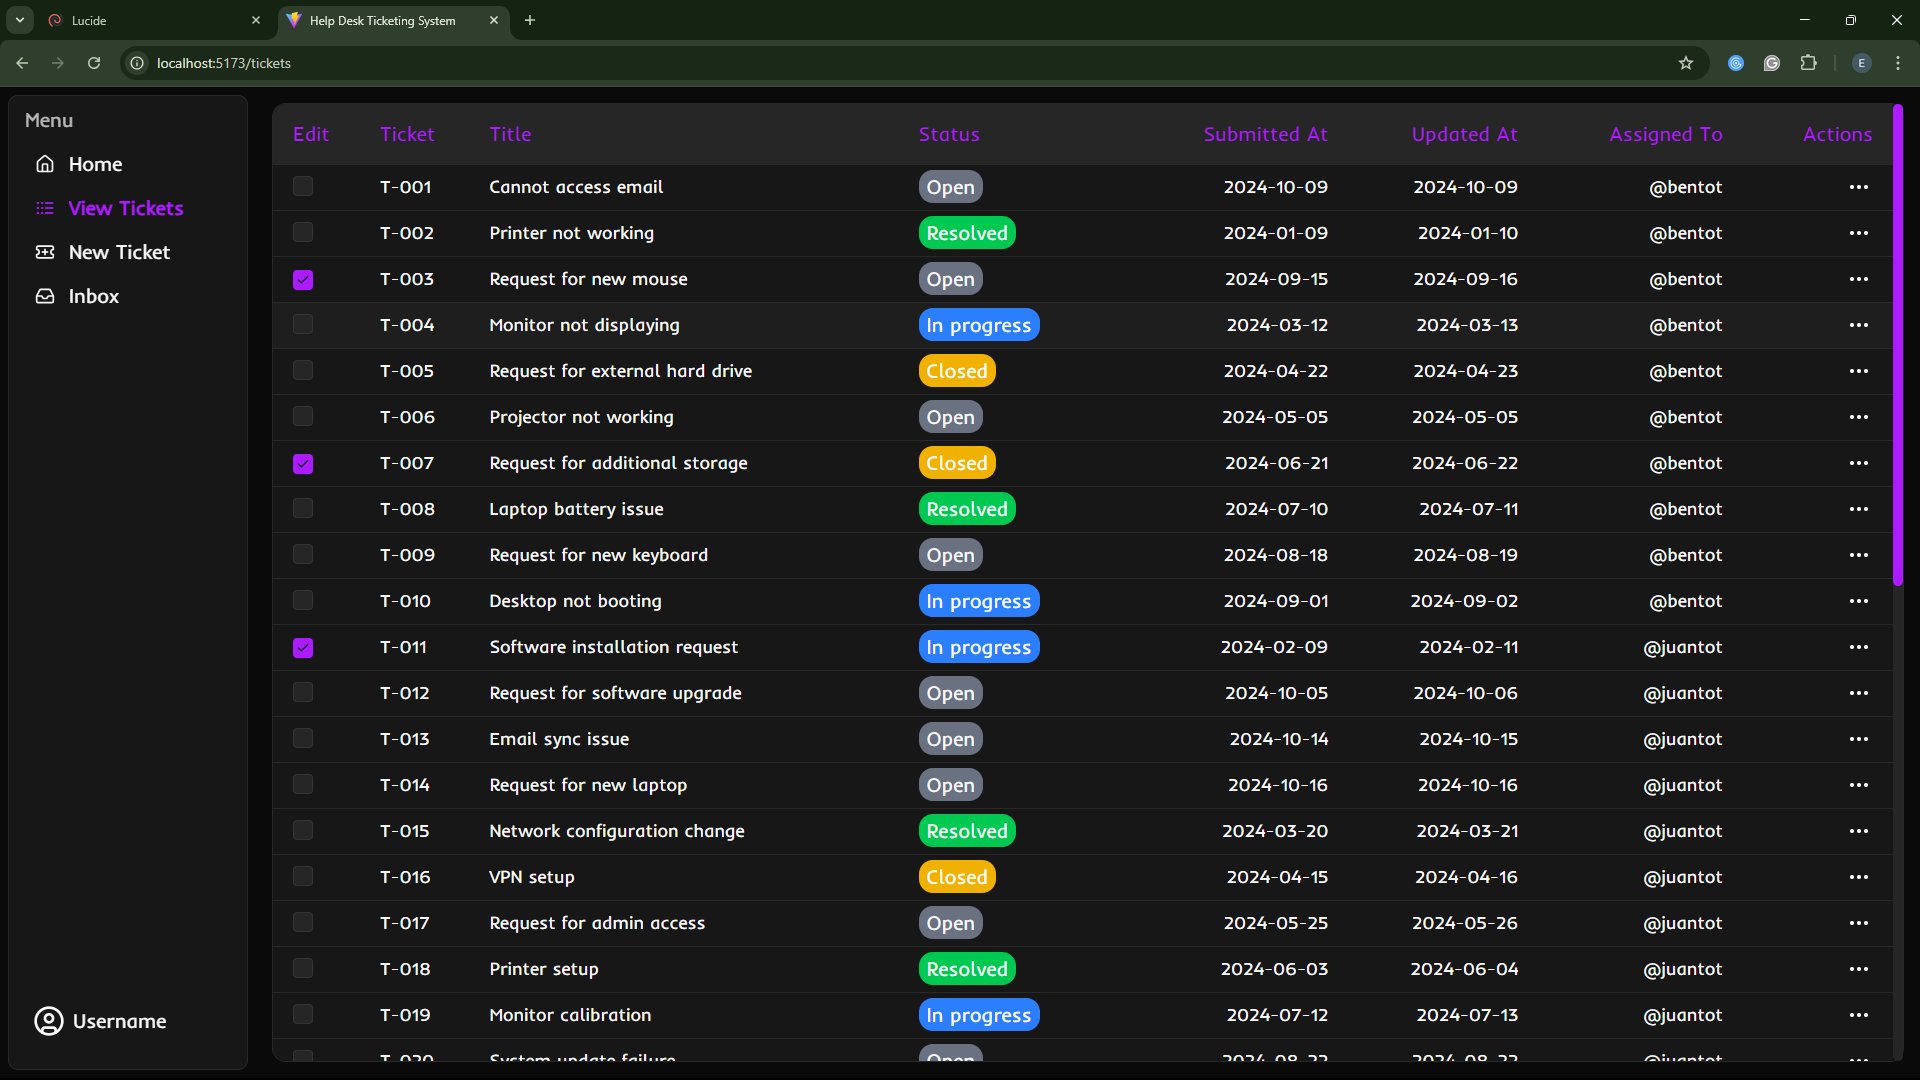 Lucide
Help Desk Ticketing System
localhost:5173/tickets
E
Menu
Home
View Tickets
New Ticket
Inbox
Username
Edit Ticket Title Status Submitted At Updated At Assigned To Actions
T-001 Cannot access email Open 2024-10-09 2024-10-09 @bentot
T-002 Printer not working Resolved 2024-01-09 2024-01-10 @bentot
T-003 Request for new mouse Open 2024-09-15 2024-09-16 @bentot
T-004 Monitor not displaying In progress 2024-03-12 2024-03-13 @bentot
T-005 Request for external hard drive Closed 2024-04-22 2024-04-23 @bentot
T-006 Projector not working Open 2024-05-05 2024-05-05 @bentot
T-007 Request for additional storage Closed 2024-06-21 2024-06-22 @bentot
T-008 Laptop battery issue Resolved 2024-07-10 2024-07-11 @bentot
T-009 Request for new keyboard Open 2024-08-18 2024-08-19 @bentot
T-010 Desktop not booting In progress 2024-09-01 2024-09-02 @bentot
T-011 Software installation request In progress 2024-02-09 2024-02-11 @juantot
T-012 Request for software upgrade Open 2024-10-05 2024-10-06 @juantot
T-013 Email sync issue Open 2024-10-14 2024-10-15 @juantot
T-014 Request for new laptop Open 2024-10-16 2024-10-16 @juantot
T-015 Network configuration change Resolved 2024-03-20 2024-03-21 @juantot
T-016 VPN setup Closed 2024-04-15 2024-04-16 @juantot
T-017 Request for admin access Open 2024-05-25 2024-05-26 @juantot
T-018 Printer setup Resolved 2024-06-03 2024-06-04 @juantot
T-019 Monitor calibration In progress 2024-07-12 2024-07-13 @juantot
T-020 System update failure Open 2024-08-22 2024-08-22 @juantot